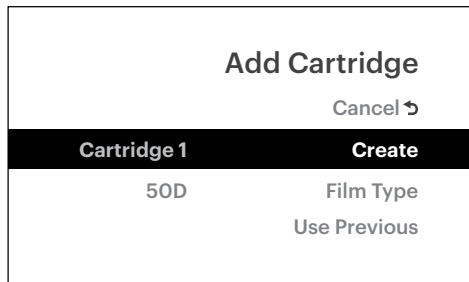 Add Cartridge
Cancel
Cartridge 1 Create
50D Film Type
Use Previous